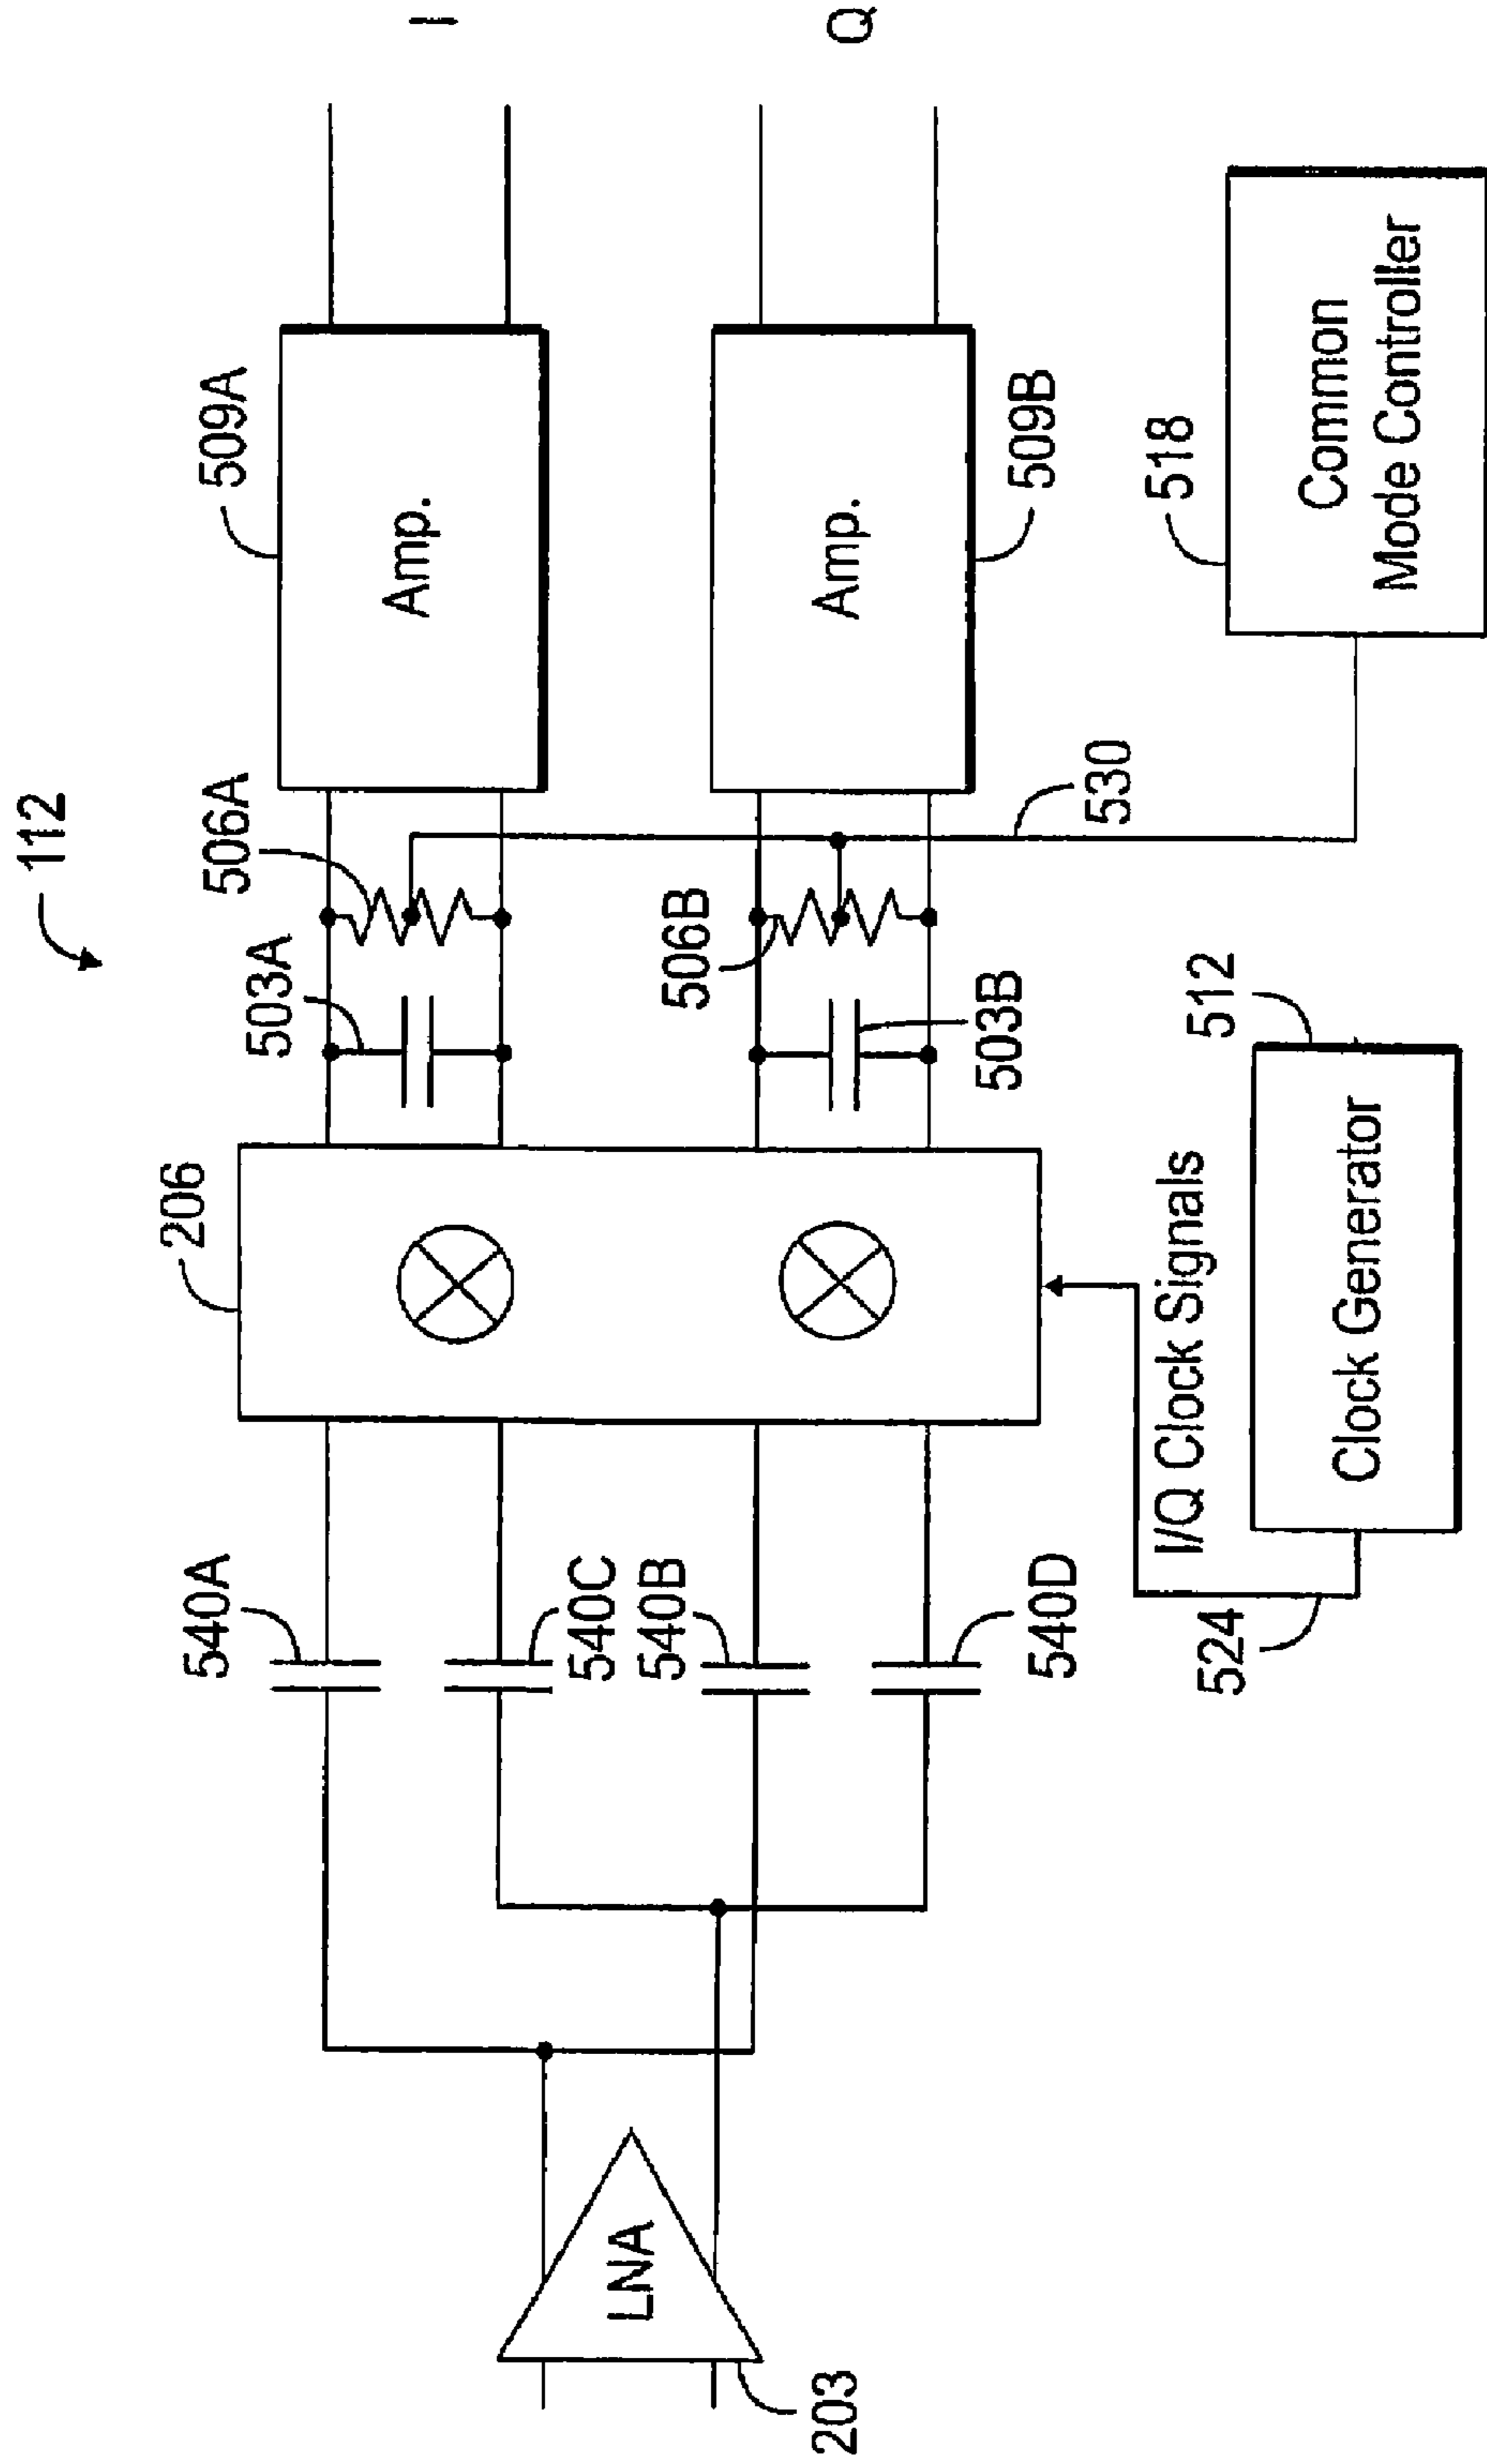 112
I
Q
509A
Amp.
Amp.
509B
506A
503A
506B
503B
530
518
Common
Mode Controller
206
540A
540C
540B
540D
I/Q Clock Signals
512
Clock Generator
524
LNA
203